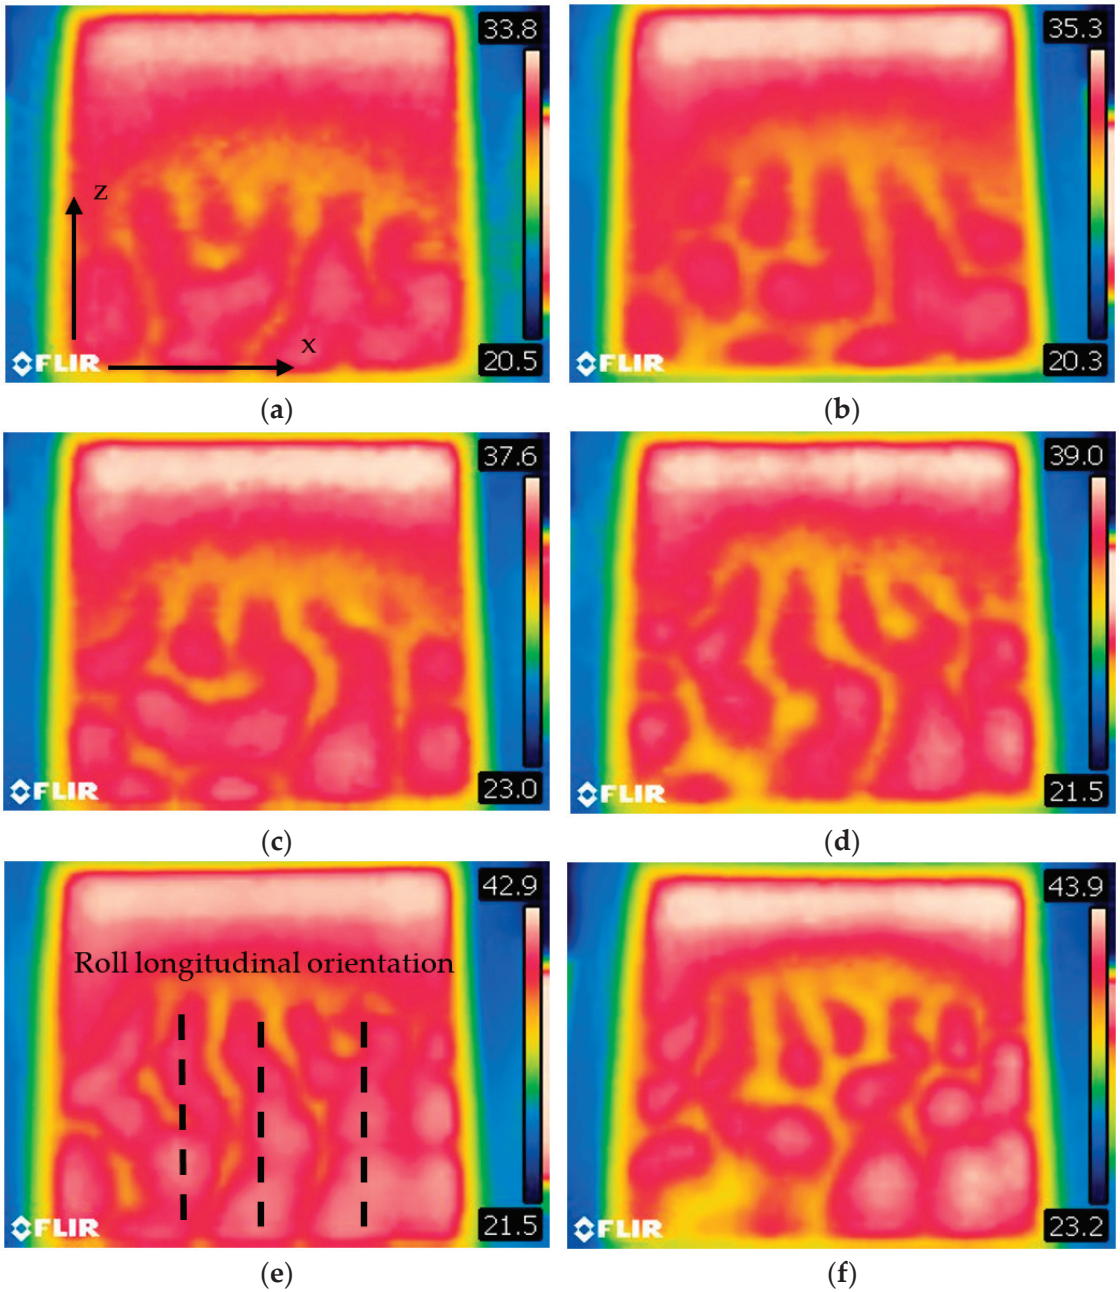 33.8
z
x
FLIR
20.5
(a)
35.3
FLIR
20.3
(b)
37.6
FLIR
23.0
(c)
39.0
FLIR
21.5
(d)
42.9
Roll longitudinal orientation
FLIR
21.5
(e)
43.9
FLIR
23.2
(f)